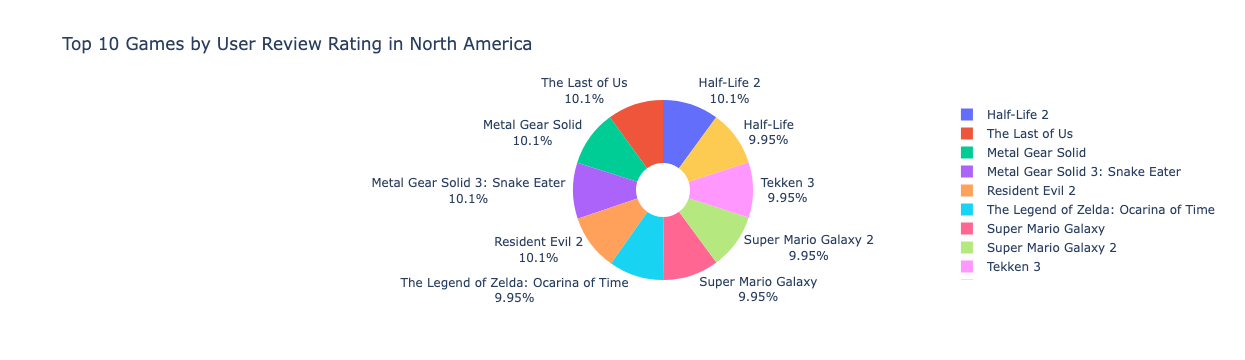 Top 10 Games by User Review Rating in North America
The Last of Us
10.1%
Half-Life 2
10.1%
Metal Gear Solid
10.1%
Half-Life
9.95%
Metal Gear Solid 3: Snake Eater
10.1%
Tekken 3
9.95%
Resident Evil 2
10.1%
Super Mario Galaxy 2
9.95%
The Legend of Zelda: Ocarina of Time
9.95%
Super Mario Galaxy
9.95%
Half-Life 2
The Last of Us
Metal Gear Solid
Metal Gear Solid 3: Snake Eater
Resident Evil 2
The Legend of Zelda: Ocarina of Time
Super Mario Galaxy
Super Mario Galaxy 2
Tekken 3